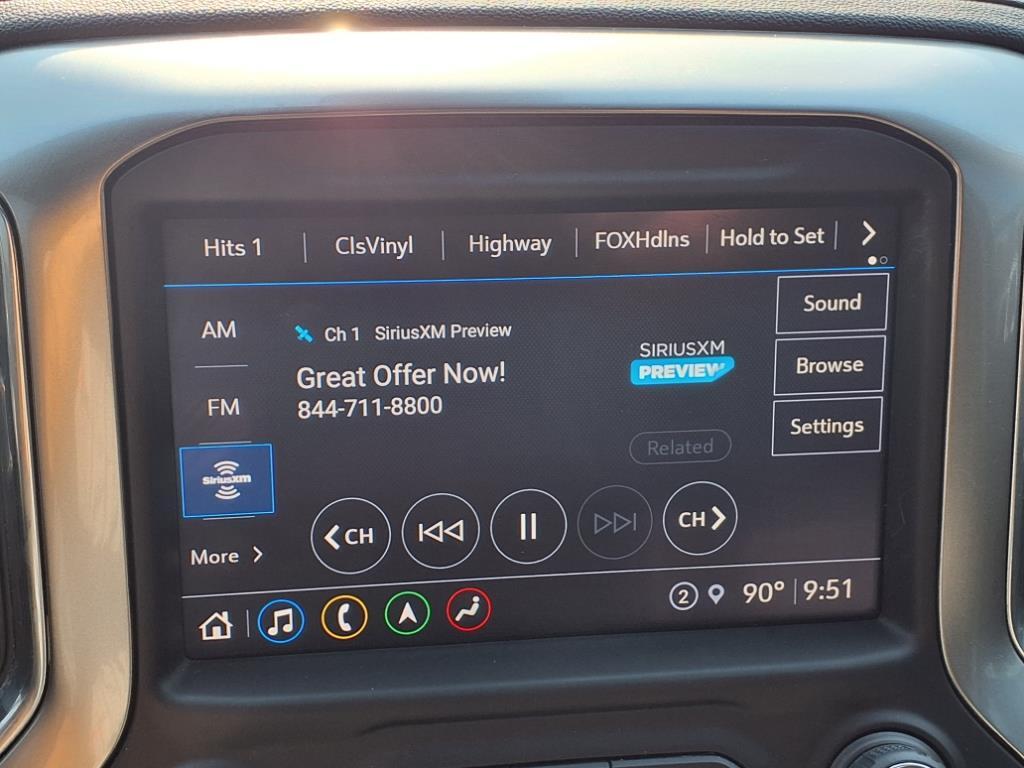 Hits 1 ClsVinyl Highway FOXHdlns Hold to Set
AM
FM
SiriusXM
More
Ch 1 SiriusXM Preview
Great Offer Now!
844-711-8800
SIRIUSXM
PREVIEW
Related
Sound
Browse
Settings
CH CH
2 90° 9:51